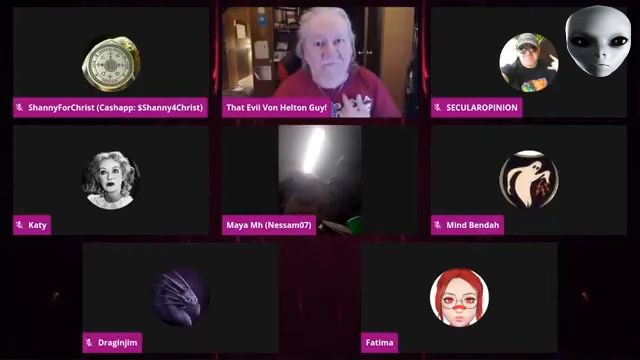 ShannyForChrist (Cashapp: $Shanny4Christ)
That Evil Von Helton Guy!
SECULAROPINION
Katy
Maya Mh (Nessam07)
Mind Bendah
Draginjim
Fatima